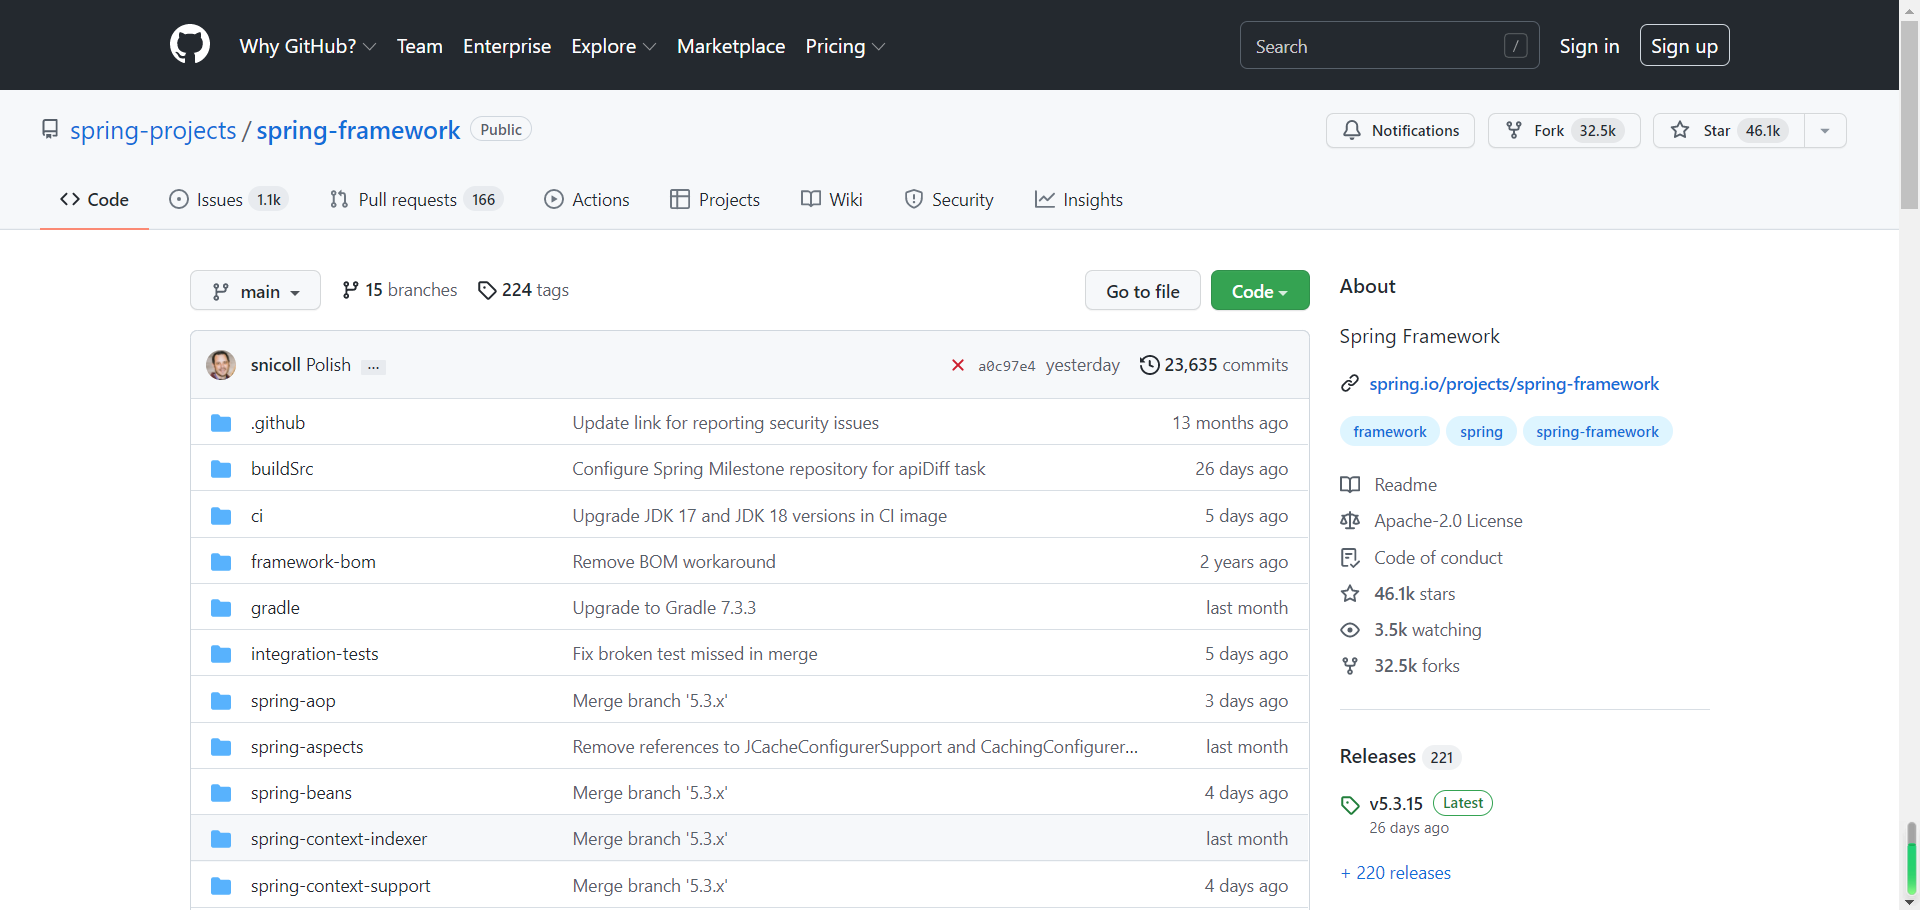 Why GitHub? Team Enterprise Explore Marketplace Pricing Search / Sign in Sign up
spring-projects / spring-framework Public Notifications Fork 32.5k Star 46.1k
Code Issues 1.1k Pull requests 166 Actions Projects Wiki Security Insights
main 15 branches 224 tags Go to file Code
snicoll Polish ... a0c97e4 yesterday 23,635 commits
.github Update link for reporting security issues 13 months ago
buildSrc Configure Spring Milestone repository for apiDiff task 26 days ago
ci Upgrade JDK 17 and JDK 18 versions in CI image 5 days ago
framework-bom Remove BOM workaround 2 years ago
gradle Upgrade to Gradle 7.3.3 last month
integration-tests Fix broken test missed in merge 5 days ago
spring-aop Merge branch '5.3.x' 3 days ago
spring-aspects Remove references to JCacheConfigurerSupport and CachingConfigurer... last month
spring-beans Merge branch '5.3.x' 4 days ago
spring-context-indexer Merge branch '5.3.x' last month
spring-context-support Merge branch '5.3.x' 4 days ago
About
Spring Framework
spring.io/projects/spring-framework
framework spring spring-framework
Readme
Apache-2.0 License
Code of conduct
46.1k stars
3.5k watching
32.5k forks
Releases 221
v5.3.15 Latest
26 days ago
+ 220 releases